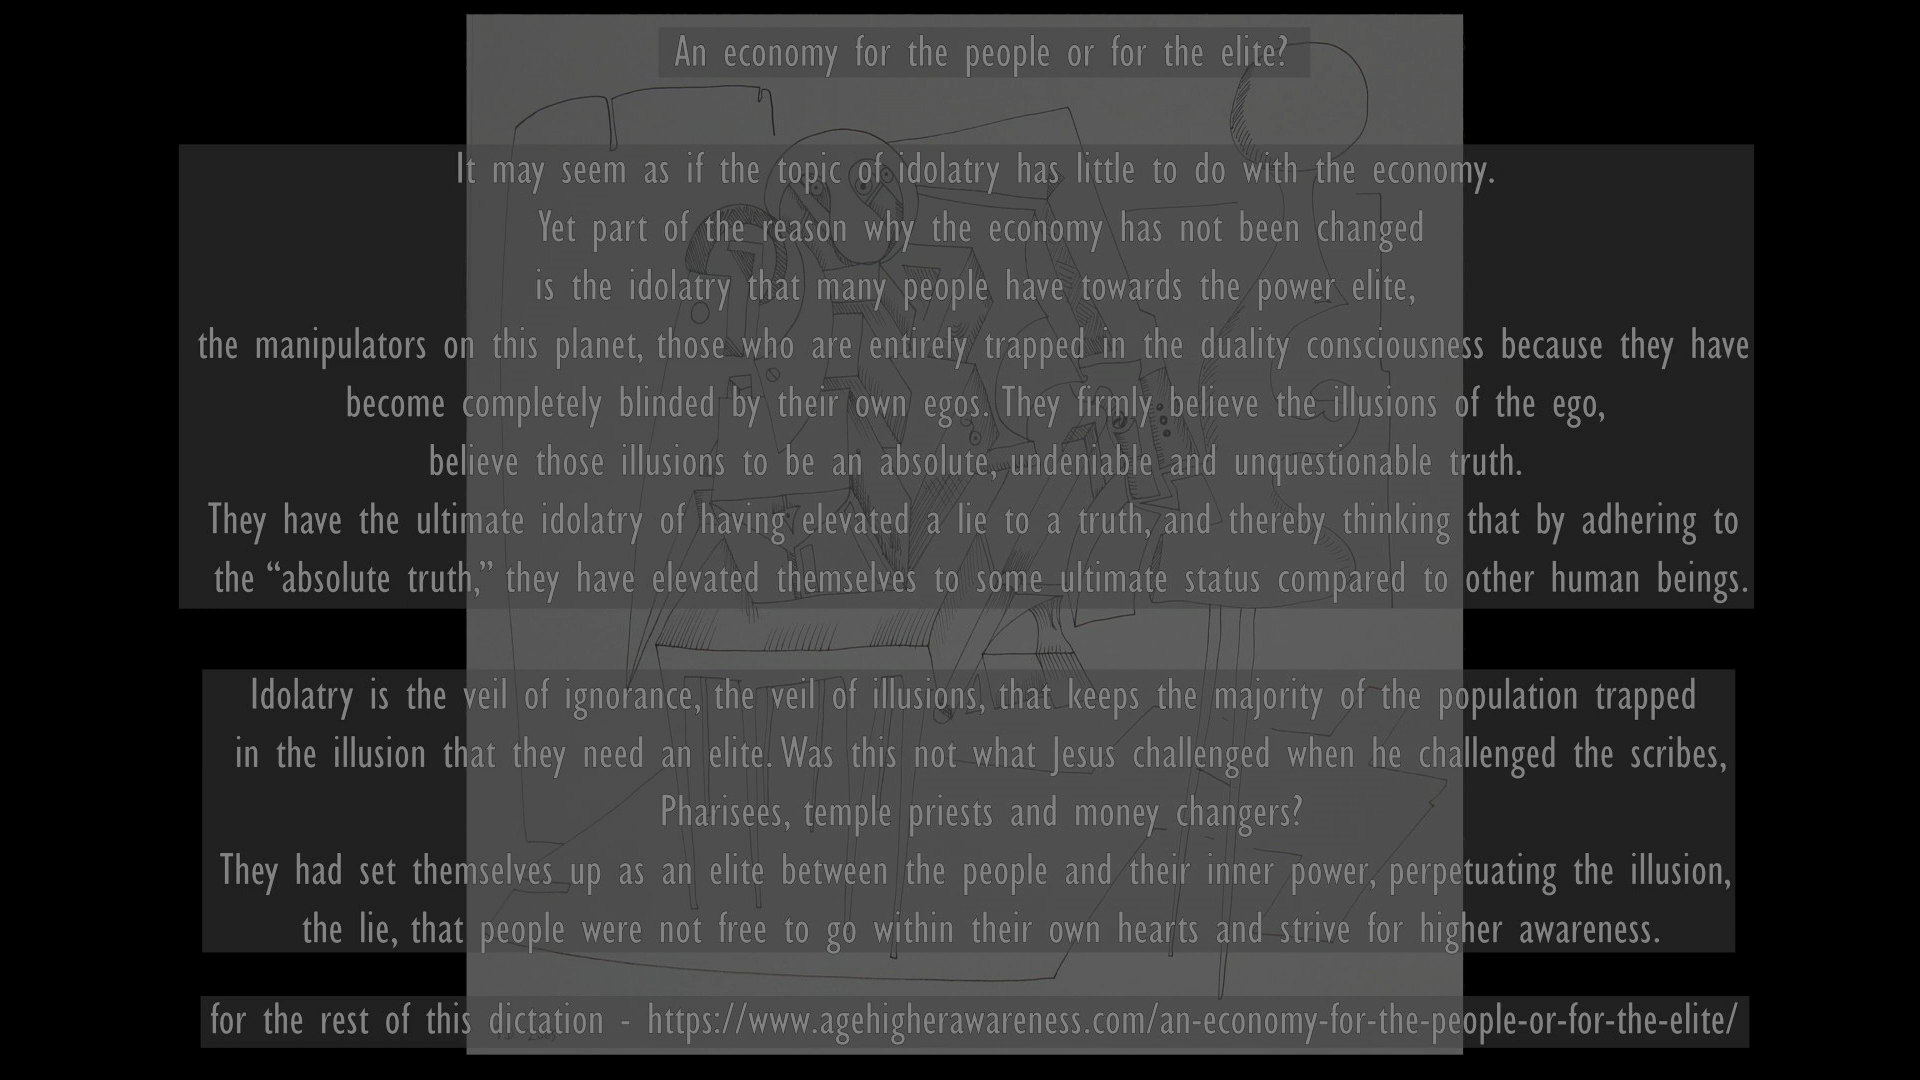 An economy for the people or for the elite?
It may seem as if the topic of idolatry has little to do with the economy.
Yet part of the reason why the economy has not been changed
is the idolatry that many people have towards the power elite,
the manipulators on this planet, those who are entirely trapped in the duality consciousness because they have
become completely blinded by their own egos. They firmly believe the illusions of the ego,
believe those illusions to be an absolute, undeniable and unquestionable truth.
They have the ultimate idolatry of having elevated a lie to a truth, and thereby thinking that by adhering to
the “absolute truth,” they have elevated themselves to some ultimate status compared to other human beings.
Idolatry is the veil of ignorance, the veil of illusions, that keeps the majority of the population trapped
in the illusion that they need an elite. Was this not what Jesus challenged when he challenged the scribes,
Pharisees, temple priests and money changers?
They had set themselves up as an elite between the people and their inner power, perpetuating the illusion,
the lie, that people were not free to go within their own hearts and strive for higher awareness.
for the rest of this dictation - https://www.agehigherawareness.com/an-economy-for-the-people-or-for-the-elite/